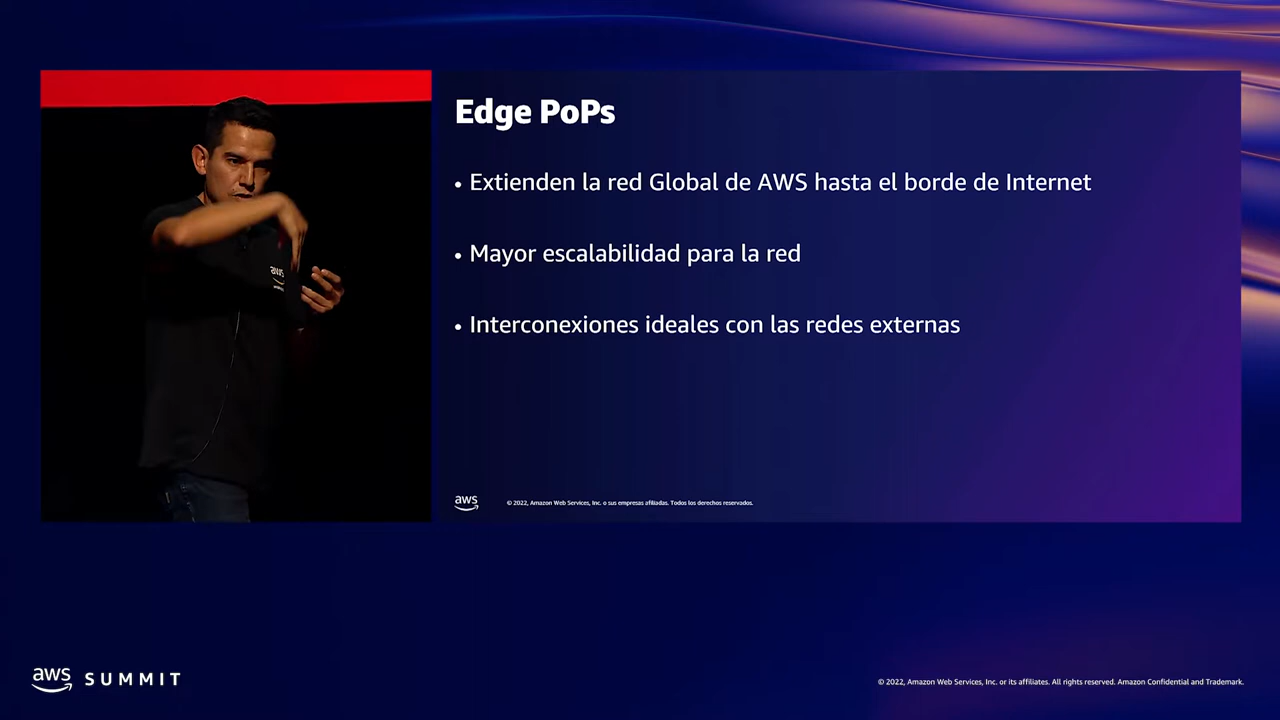 Edge PoPs
• Extienden la red Global de AWS hasta el borde de Internet
• Mayor escalabilidad para la red
• Interconexiones ideales con las redes externas
aws
aws
© 2022, Amazon Web Services, Inc. o sus empresas afiliadas. Todos los derechos reservados.
aws SUMMIT
© 2022, Amazon Web Services, Inc. or its affiliates. All rights reserved. Amazon Confidential and Trademark.